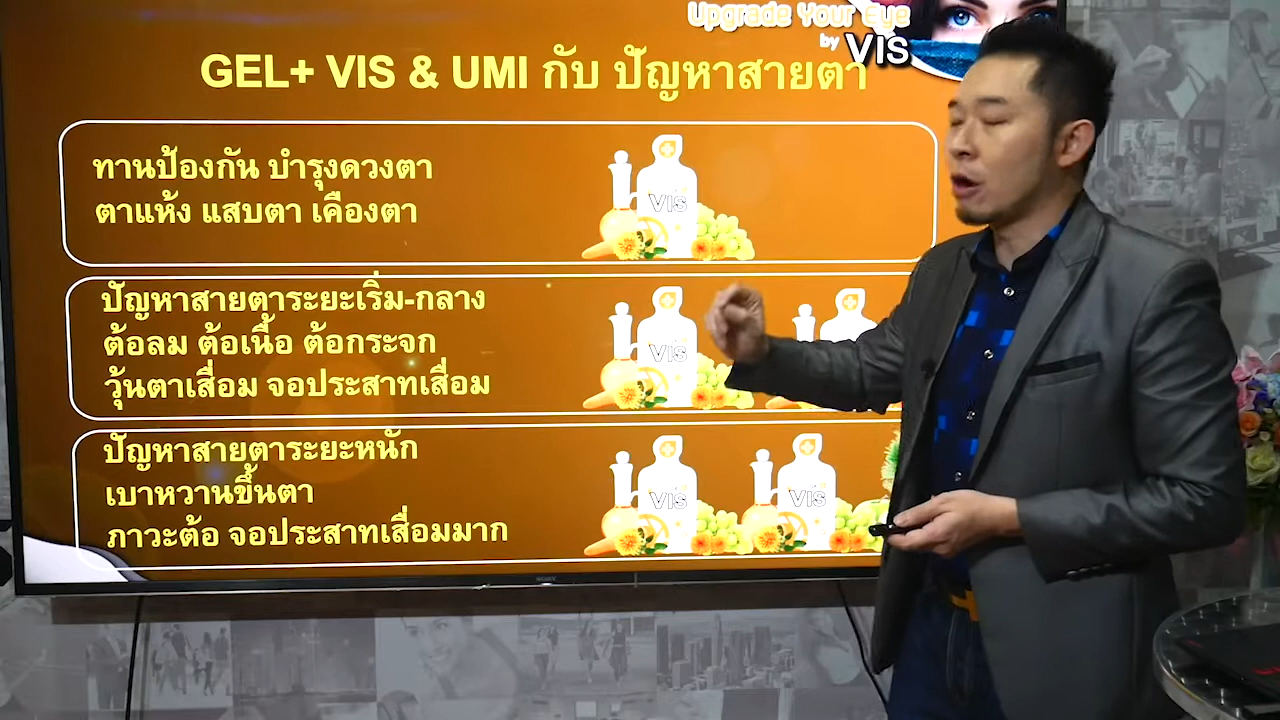 Upgrade Your Eye
by VIS
GEL+ VIS & UMI กับ ปัญหาสายตา
ทานป้องกัน บำรุงดวงตา
ตาแห้ง แสบตา เคืองตา
VIS
ปัญหาสายตาระยะเริ่ม-กลาง
ต้อลม ต้อเนื้อ ต้อกระจก
วุ้นตาเสื่อม จอประสาทเสื่อม
VIS
ปัญหาสายตาระยะหนัก
เบาหวานขึ้นตา
ภาวะต้อ จอประสาทเสื่อมมาก
VIS
VIS
SONY